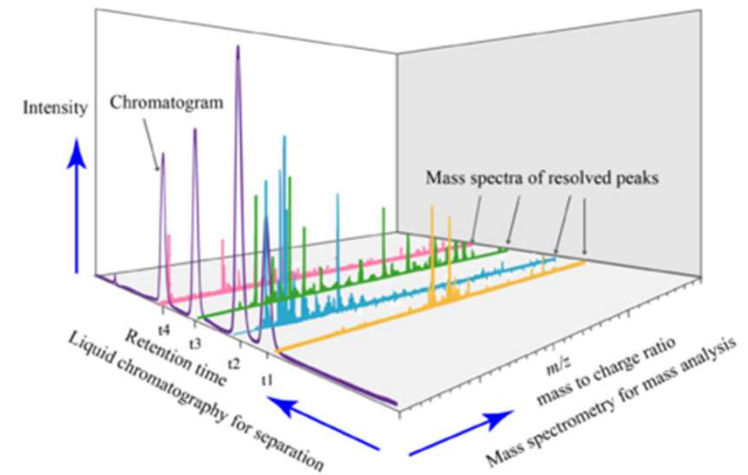 Intensity
Chromatogram
Mass spectra of resolved peaks
t4
t3
t2
t1
Retention time
Liquid chromatography for separation
m/z
mass to charge ratio
Mass spectrometry for mass analysis